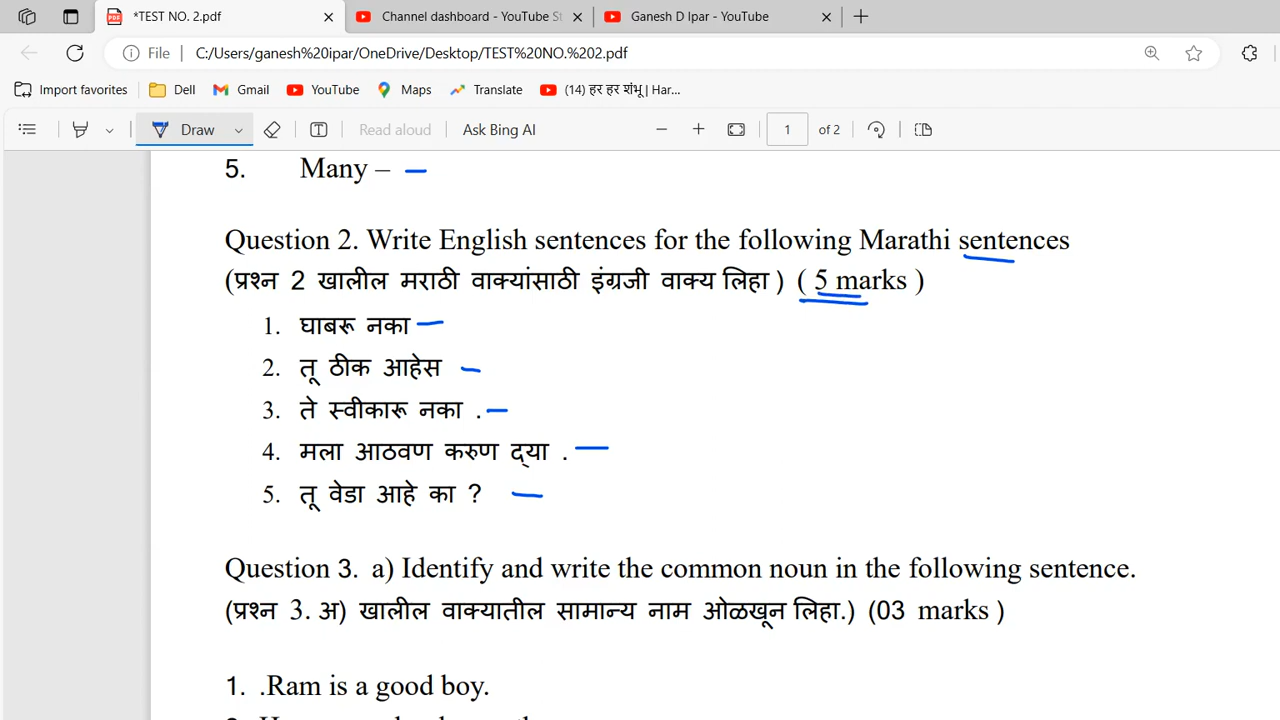 *TEST NO. 2.pdf
Channel dashboard - YouTube St
Ganesh D Ipar - YouTube
File C:/Users/ganesh%20ipar/OneDrive/Desktop/TEST%20NO.%202.pdf
Import favorites Dell Gmail YouTube Maps Translate (14) हर हर शंभू | Har...
Draw Read aloud Ask Bing AI 1 of 2
5. Many –
Question 2. Write English sentences for the following Marathi sentences
(प्रश्न 2 खालील मराठी वाक्यांसाठी इंग्रजी वाक्य लिहा ) ( 5 marks )
1. घाबरू नका
2. तू ठीक आहेस
3. ते स्वीकारू नका .
4. मला आठवण करुण द्या .
5. तू वेडा आहे का ?
Question 3. a) Identify and write the common noun in the following sentence.
(प्रश्न 3. अ) खालील वाक्यातील सामान्य नाम ओळखून लिहा.) (03 marks )
1. .Ram is a good boy.